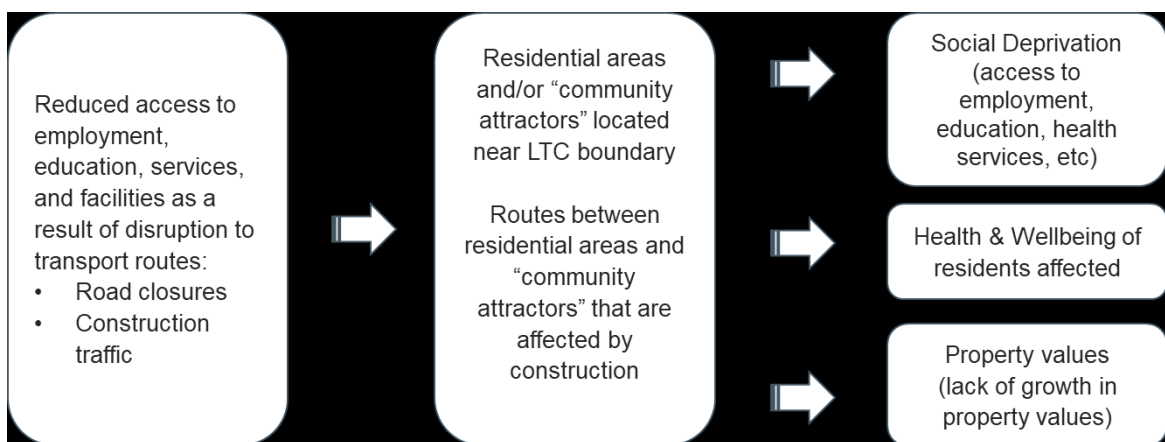 Reduced access to
employment,
education, services,
and facilities as a
result of disruption to
transport routes:
• Road closures
• Construction
traffic
Residential areas
and/or “community
attractors” located
near LTC boundary
Routes between
residential areas and
“community
attractors” that are
affected by
construction
Social Deprivation
(access to
employment,
education, health
services, etc)
Health & Wellbeing of
residents affected
Property values
(lack of growth in
property values)